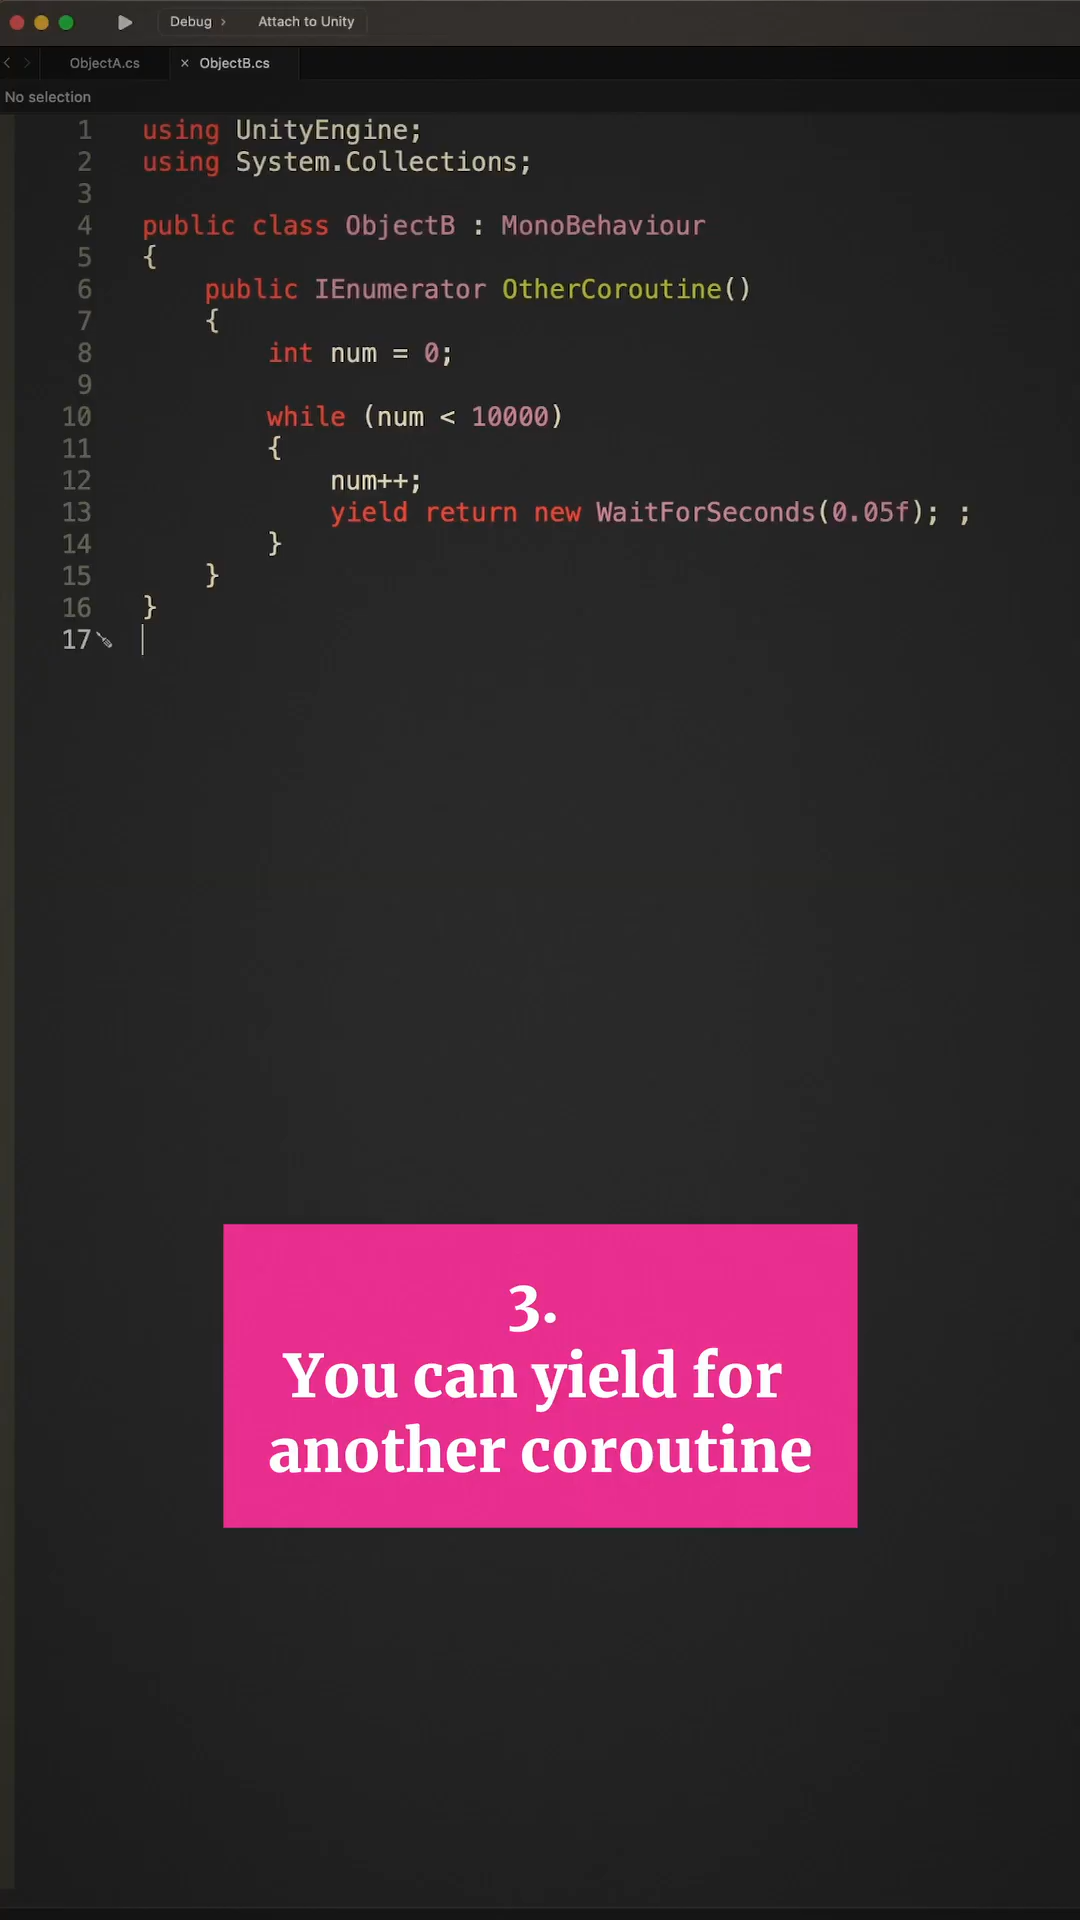 Debug › Attach to Unity
ObjectA.cs × ObjectB.cs
No selection
1 using UnityEngine;
2 using System.Collections;
3
4 public class ObjectB : MonoBehaviour
5 {
6 public IEnumerator OtherCoroutine()
7 {
8 int num = 0;
9
10 while (num < 10000)
11 {
12 num++;
13 yield return new WaitForSeconds(0.05f); ;
14 }
15 }
16 }
17
3.
You can yield for
another coroutine